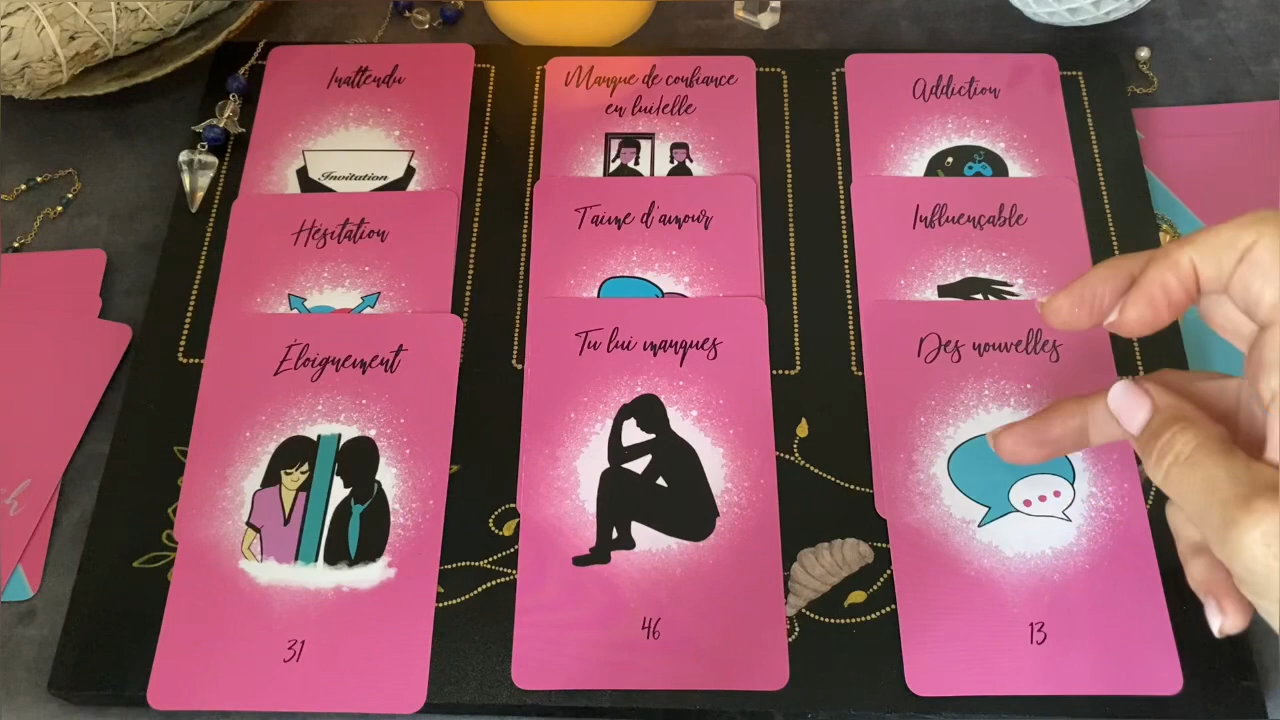 Inattendu
Invitation
Manque de confiance
en lui/elle
Addiction
Hésitation
T'aime d'amour
Influençable
Éloignement
31
Tu lui manques
46
Des nouvelles
13